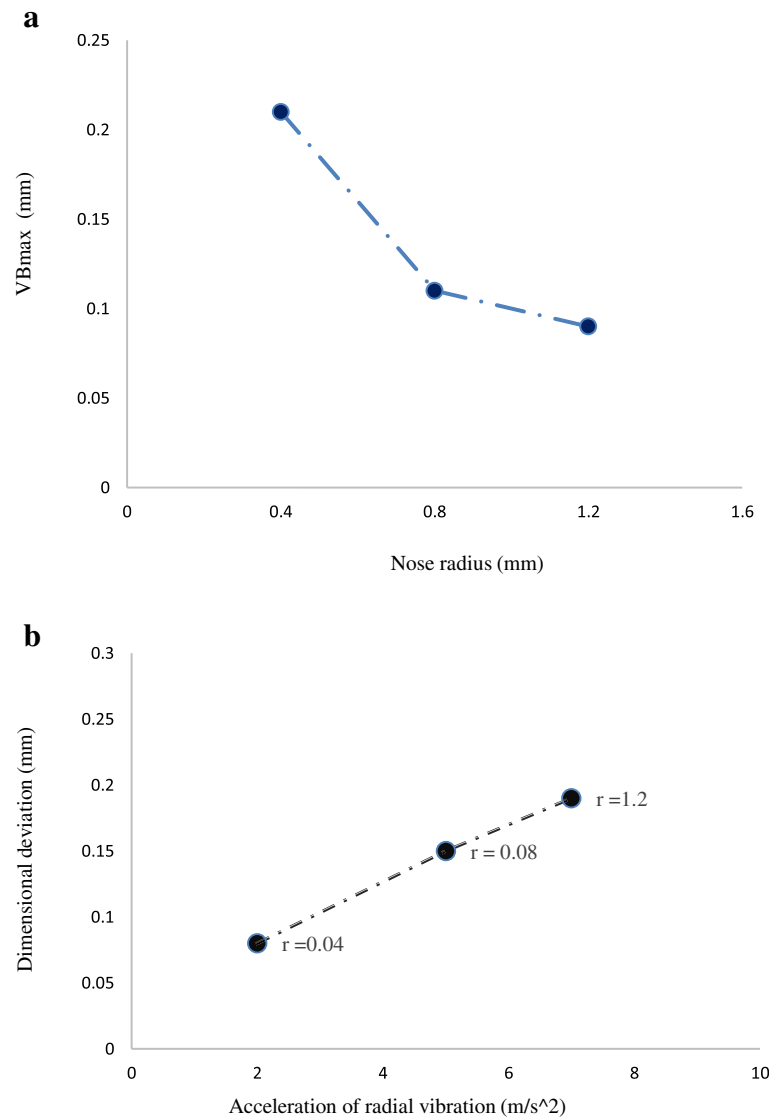 a
0.25
0.2
0.15
0.1
0.05
0
VBmax (mm)
0 0.4 0.8 1.2 1.6
Nose radius (mm)
b
0.3
0.25
0.2
0.15
0.1
0.05
0
Dimensional deviation (mm)
r =1.2
r = 0.08
r =0.04
0 2 4 6 8 10
Acceleration of radial vibration (m/s^2)